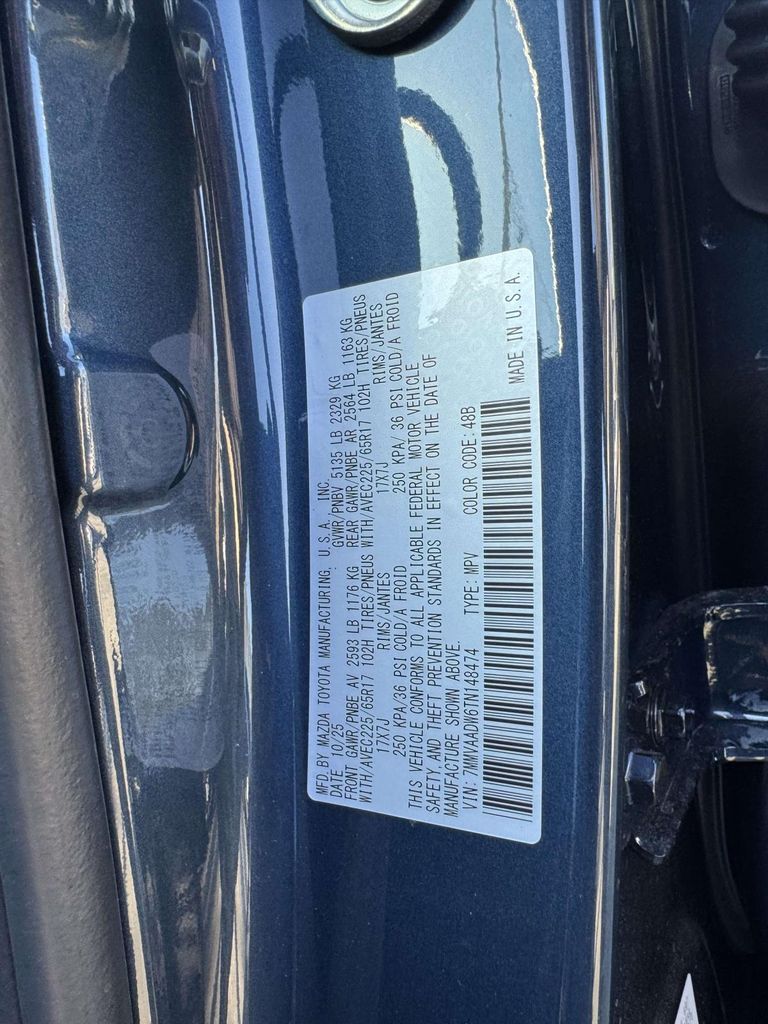 MFD.BY MAZDA TOYOTA MANUFACTURING, U.S.A. INC.
DATE 10/25 GVWR/PNBV 5135 LB 2329 KG
FRONT GAWR/PNBE AV 2593 LB 1176 KG REAR GAWR/PNBE AR 2564 LB 1163 KG
WITH/AVEC225/65R17 102H TIRES/PNEUS WITH/AVEC225/65R17 102H TIRES/PNEUS
17X7J RIMS/JANTES 17X7J RIMS/JANTES
250 KPA/36 PSI COLD/A FROID 250 KPA/ 36 PSI COLD/A FROID
THIS VEHICLE CONFORMS TO ALL APPLICABLE FEDERAL MOTOR VEHICLE
SAFETY,AND THEFT PREVENTION STANDARDS IN EFFECT ON THE DATE OF
MANUFACTURE SHOWN ABOVE.
VIN: 7MMVAADW6TN148474 TYPE: MPV COLOR CODE: 48B
MADE IN U.S.A.